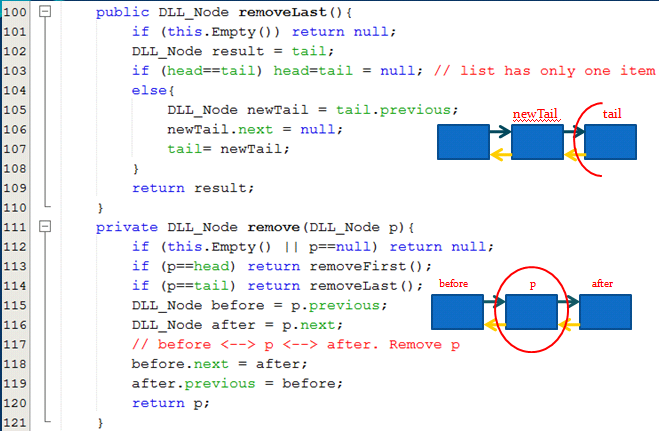 100 public DLL_Node removeLast(){
101 if (this.Empty()) return null;
102 DLL_Node result = tail;
103 if (head==tail) head=tail = null; // list has only one item
104 else{
105 DLL_Node newTail = tail.previous;
106 newTail.next = null;
107 tail= newTail;
108 }
109 return result;
110 }
newTail tail
111 private DLL_Node remove(DLL_Node p){
112 if (this.Empty() || p==null) return null;
113 if (p==head) return removeFirst();
114 if (p==tail) return removeLast();
115 DLL_Node before = p.previous;
116 DLL_Node after = p.next;
117 // before <--> p <--> after. Remove p
118 before.next = after;
119 after.previous = before;
120 return p;
121 }
before p after